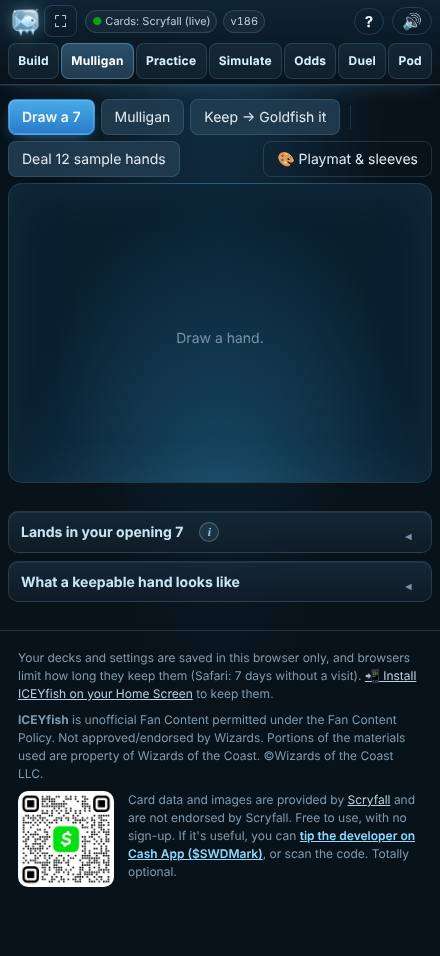 Cards: Scryfall (live)
v186
?
Build
Mulligan
Practice
Simulate
Odds
Duel
Pod
Draw a 7
Mulligan
Keep → Goldfish it
Deal 12 sample hands
🎨 Playmat & sleeves
Draw a hand.
Lands in your opening 7
i
What a keepable hand looks like
Your decks and settings are saved in this browser only, and browsers
limit how long they keep them (Safari: 7 days without a visit). 📲 Install
ICEYfish on your Home Screen to keep them.
ICEYfish is unofficial Fan Content permitted under the Fan Content
Policy. Not approved/endorsed by Wizards. Portions of the materials
used are property of Wizards of the Coast. ©Wizards of the Coast
LLC.
$
Card data and images are provided by Scryfall and
are not endorsed by Scryfall. Free to use, with no
sign-up. If it's useful, you can tip the developer on
Cash App ($SWDMark), or scan the code. Totally
optional.